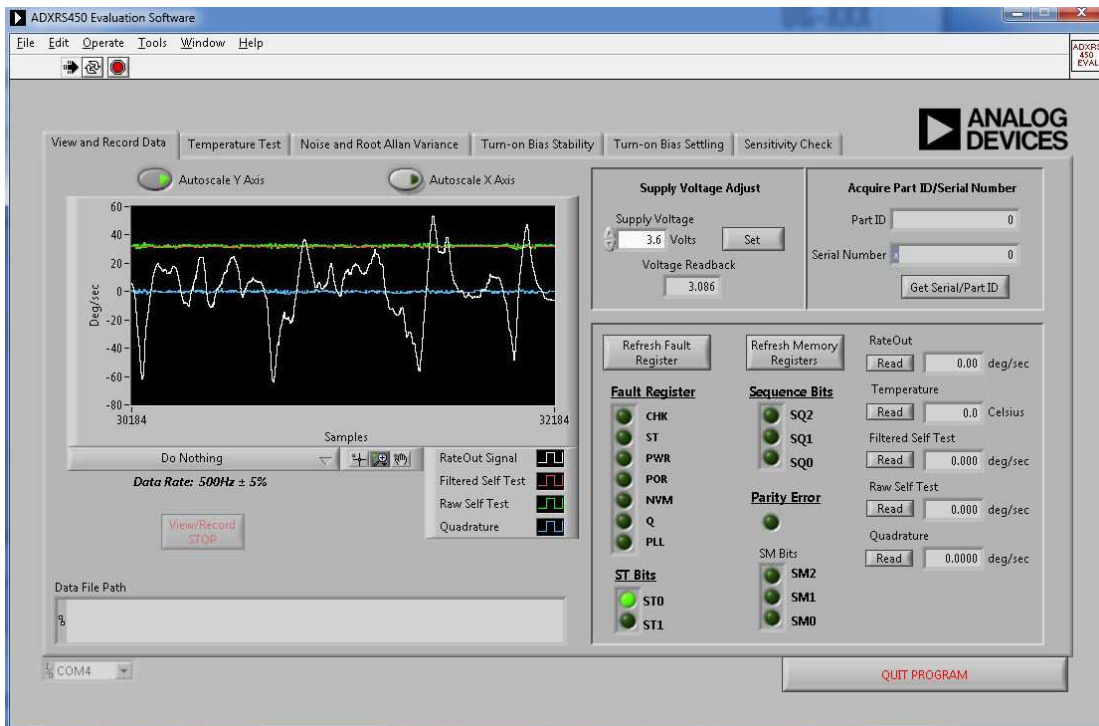 ADXRS450 Evaluation Software
File Edit Operate Tools Window Help
ADXRS
450
EVAL
ANALOG
DEVICES
View and Record Data Temperature Test Noise and Root Allan Variance Turn-on Bias Stability Turn-on Bias Settling Sensitivity Check
Autoscale Y Axis Autoscale X Axis
60
40
20
0
-20
-40
-60
-80
Deg/sec
30184 32184
Samples
Do Nothing
Data Rate: 500Hz ± 5%
RateOut Signal
Filtered Self Test
Raw Self Test
Quadrature
View/Record
STOP
Data File Path
COM4
Supply Voltage Adjust
Supply Voltage
3.6 Volts Set
Voltage Readback
3.086
Acquire Part ID/Serial Number
Part ID 0
Serial Number 0
Get Serial/Part ID
Refresh Fault
Register
Refresh Memory
Registers
Fault Register
CHK
ST
PWR
POR
NVM
Q
PLL
ST Bits
ST0
ST1
Sequence Bits
SQ2
SQ1
SQ0
Parity Error
SM Bits
SM2
SM1
SM0
RateOut
Read 0.00 deg/sec
Temperature
Read 0.0 Celsius
Filtered Self Test
Read 0.000 deg/sec
Raw Self Test
Read 0.000 deg/sec
Quadrature
Read 0.0000 deg/sec
QUIT PROGRAM